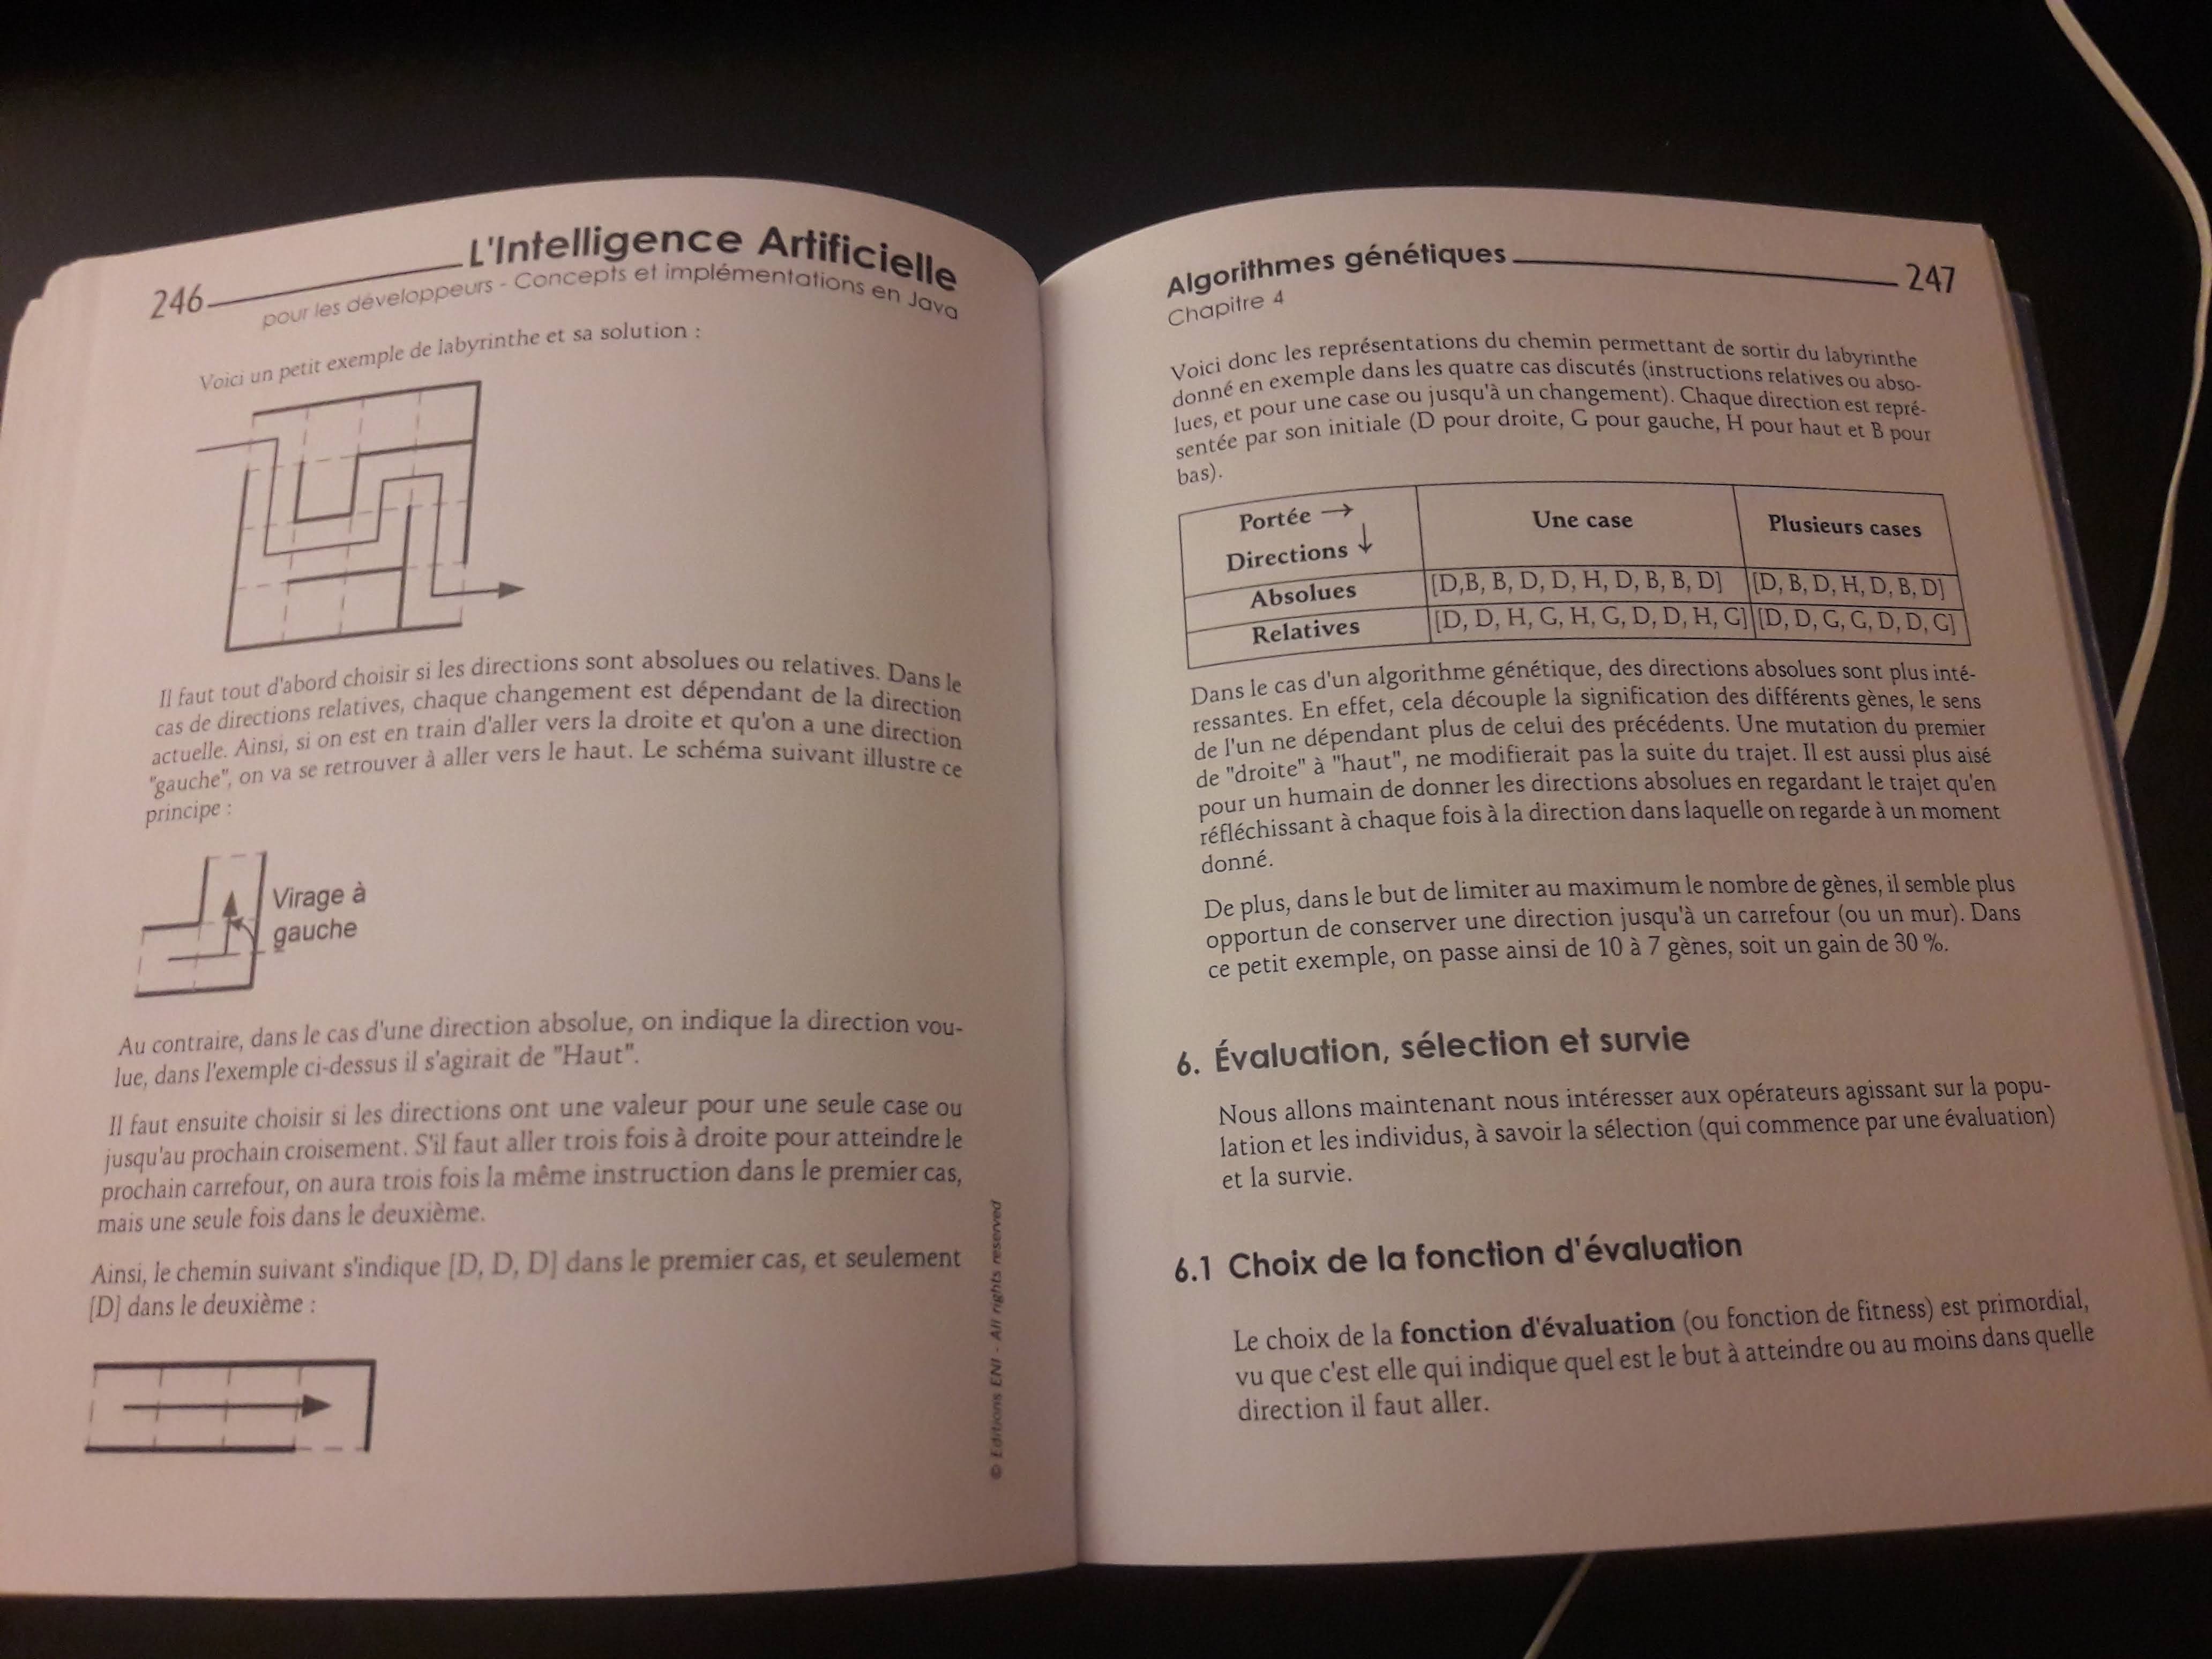 246
L'Intelligence Artificielle
pour les développeurs - Concepts et implémentations en Java
Voici un petit exemple de labyrinthe et sa solution :
Il faut tout d'abord choisir si les directions sont absolues ou relatives. Dans le
cas de directions relatives, chaque changement est dépendant de la direction
actuelle. Ainsi, si on est en train d'aller vers la droite et qu'on a une direction
"gauche", on va se retrouver à aller vers le haut. Le schéma suivant illustre ce
principe :
Virage à
gauche
Au contraire, dans le cas d'une direction absolue, on indique la direction vou-
lue, dans l'exemple ci-dessus il s'agirait de "Haut".
Il faut ensuite choisir si les directions ont une valeur pour une seule case ou
jusqu'au prochain croisement. S'il faut aller trois fois à droite pour atteindre le
prochain carrefour, on aura trois fois la même instruction dans le premier cas,
mais une seule fois dans le deuxième.
Ainsi, le chemin suivant s'indique [D, D, D] dans le premier cas, et seulement
[D] dans le deuxième :
© Editions ENI - All rights reserved
Algorithmes génétiques
247
Chapitre 4
Voici donc les représentations du chemin permettant de sortir du labyrinthe
donné en exemple dans les quatre cas discutés (instructions relatives ou abso-
lues, et pour une case ou jusqu'à un changement). Chaque direction est repré-
sentée par son initiale (D pour droite, G pour gauche, H pour haut et B pour
bas).
Portée → Une case Plusieurs cases
Directions ↓
Absolues [D,B, B, D, D, H, D, B, B, D] [D, B, D, H, D, B, D]
Relatives [D, D, H, G, H, G, D, D, H, G] [D, D, G, G, D, D, G]
Dans le cas d'un algorithme génétique, des directions absolues sont plus inté-
ressantes. En effet, cela découple la signification des différents gènes, le sens
de l'un ne dépendant plus de celui des précédents. Une mutation du premier
de "droite" à "haut", ne modifierait pas la suite du trajet. Il est aussi plus aisé
pour un humain de donner les directions absolues en regardant le trajet qu'en
réfléchissant à chaque fois à la direction dans laquelle on regarde à un moment
donné.
De plus, dans le but de limiter au maximum le nombre de gènes, il semble plus
opportun de conserver une direction jusqu'à un carrefour (ou un mur). Dans
ce petit exemple, on passe ainsi de 10 à 7 gènes, soit un gain de 30 %.
6. Évaluation, sélection et survie
Nous allons maintenant nous intéresser aux opérateurs agissant sur la popu-
lation et les individus, à savoir la sélection (qui commence par une évaluation)
et la survie.
6.1 Choix de la fonction d'évaluation
Le choix de la fonction d'évaluation (ou fonction de fitness) est primordial,
vu que c'est elle qui indique quel est le but à atteindre ou au moins dans quelle
direction il faut aller.